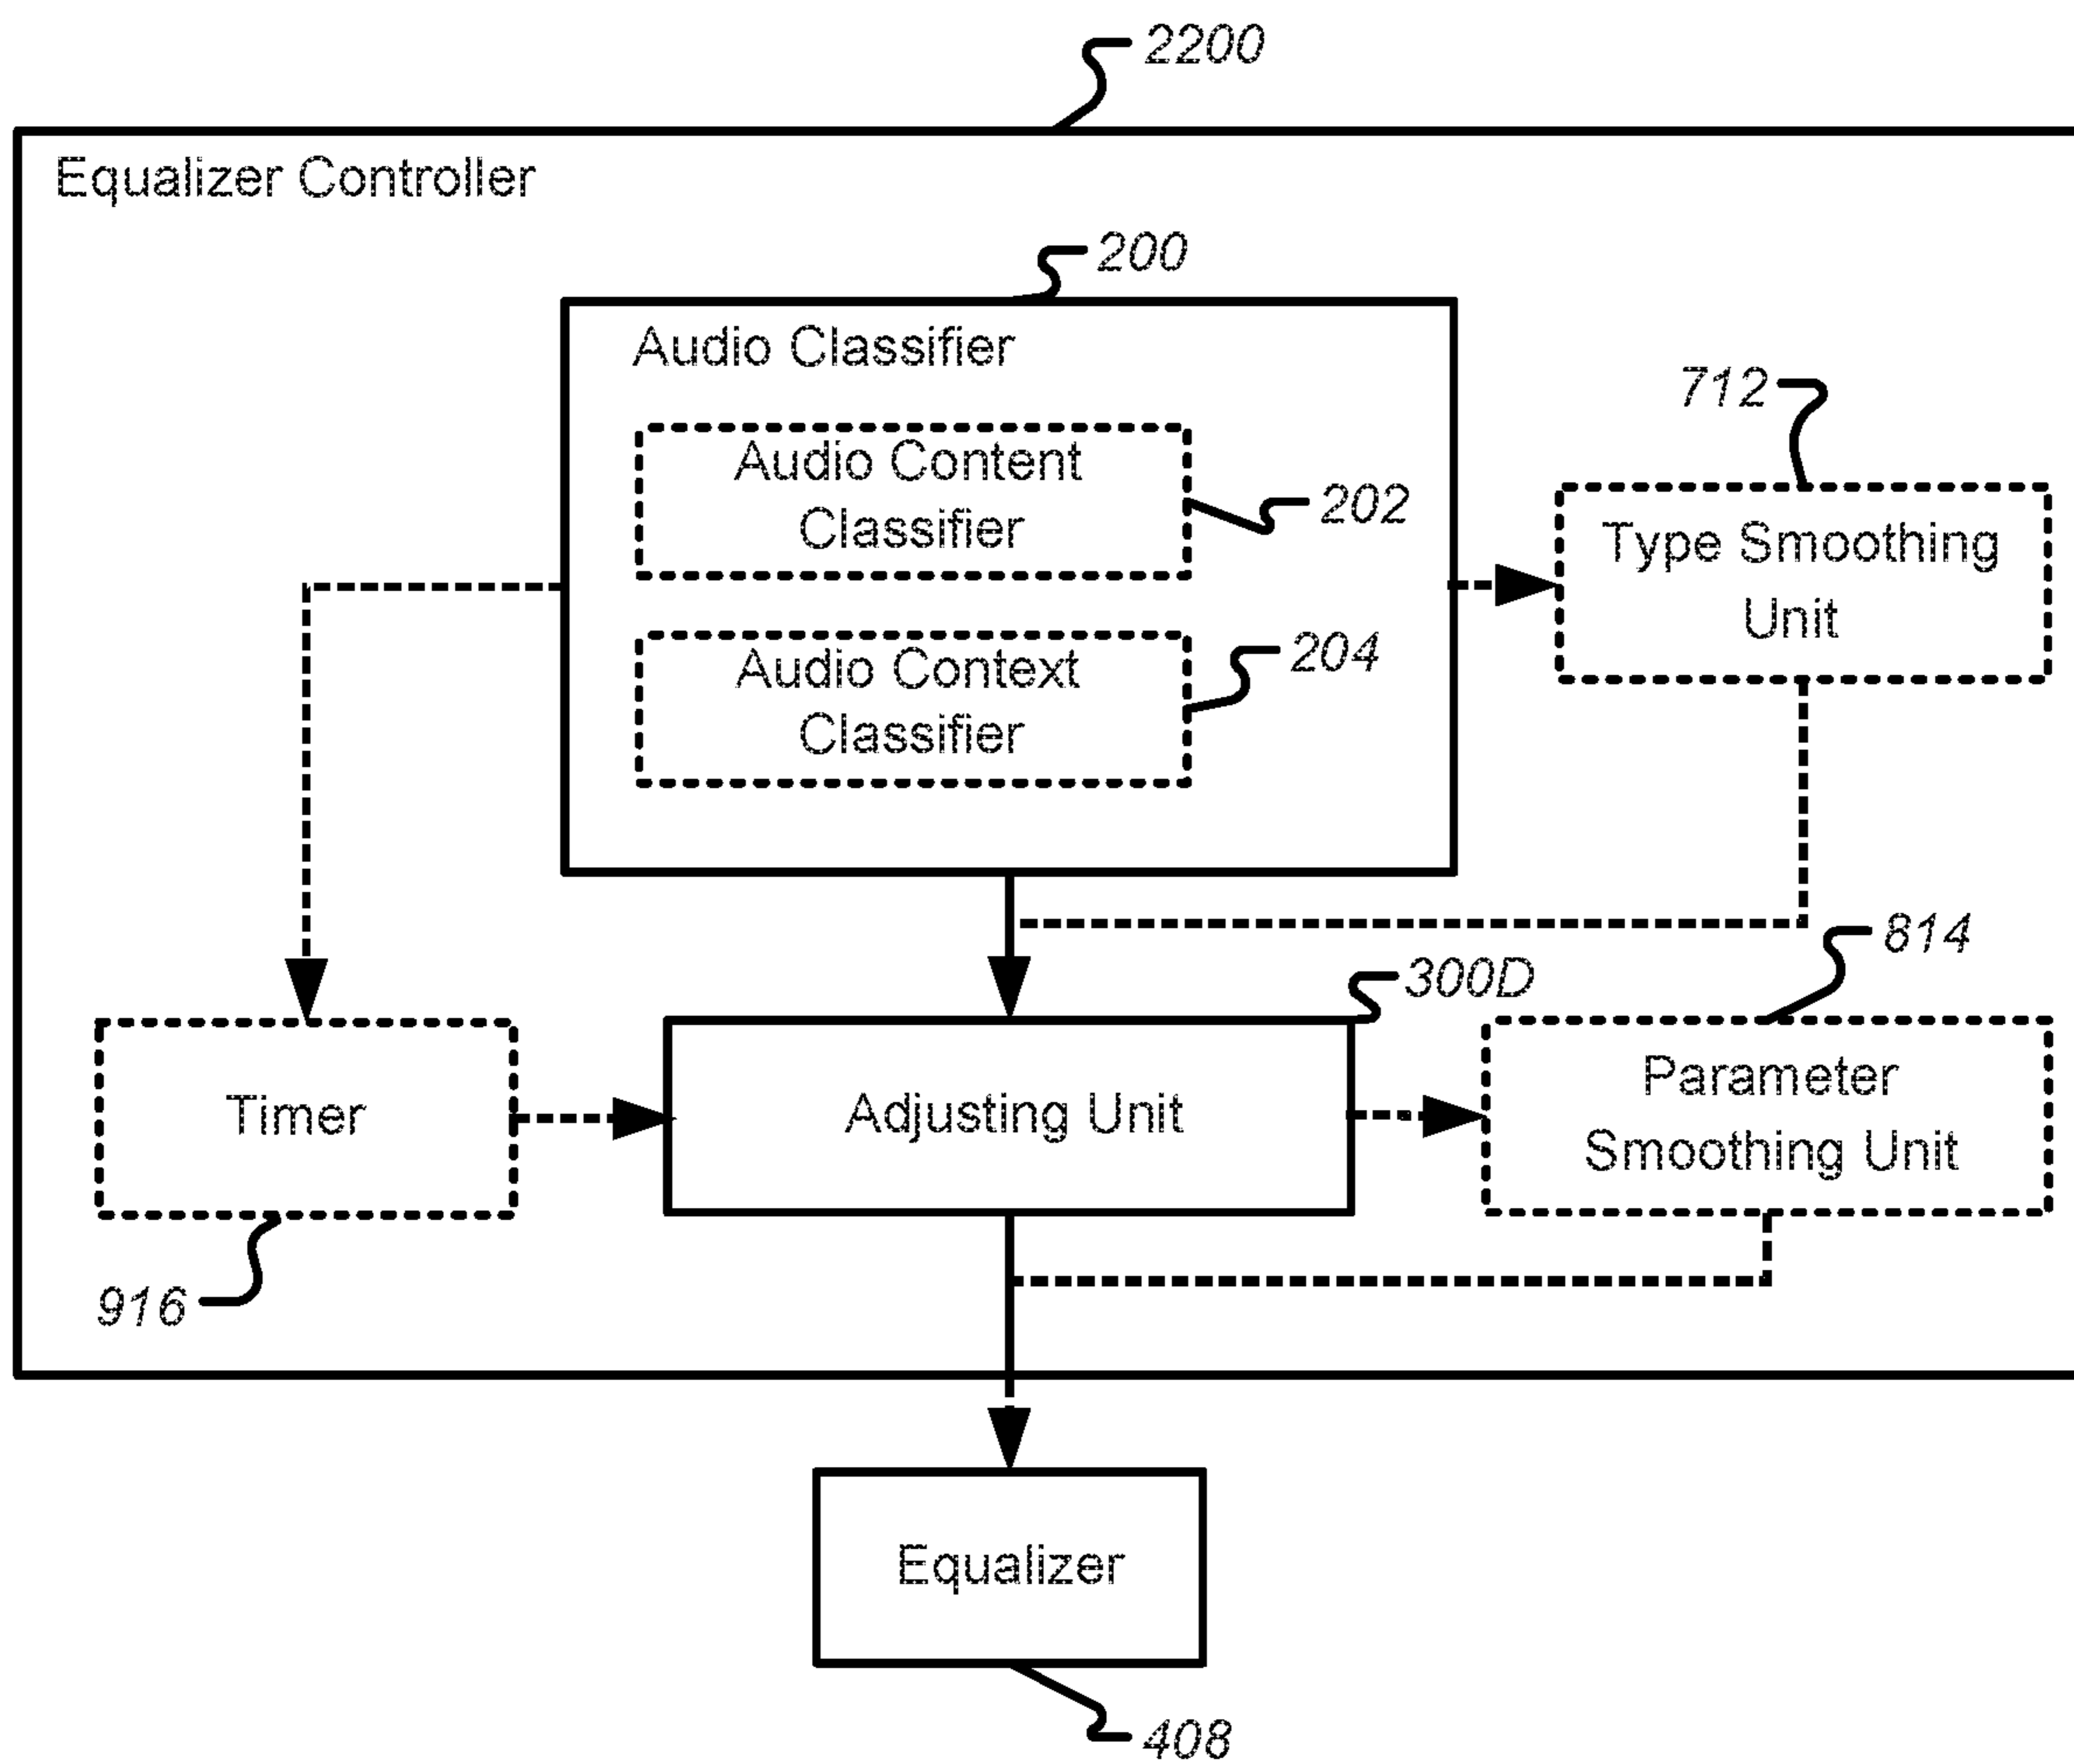 2200
Equalizer Controller
200
Audio Classifier
712
Audio Content
Classifier
202
Type Smoothing
Unit
204
Audio Context
Classifier
814
300D
Timer
Adjusting Unit
Parameter
Smoothing Unit
916
Equalizer
408